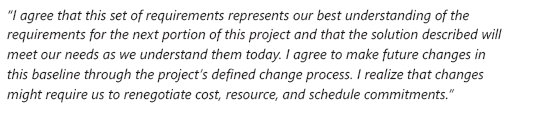 “I agree that this set of requirements represents our best understanding of the
requirements for the next portion of this project and that the solution described will
meet our needs as we understand them today. I agree to make future changes in
this baseline through the project’s defined change process. I realize that changes
might require us to renegotiate cost, resource, and schedule commitments.”